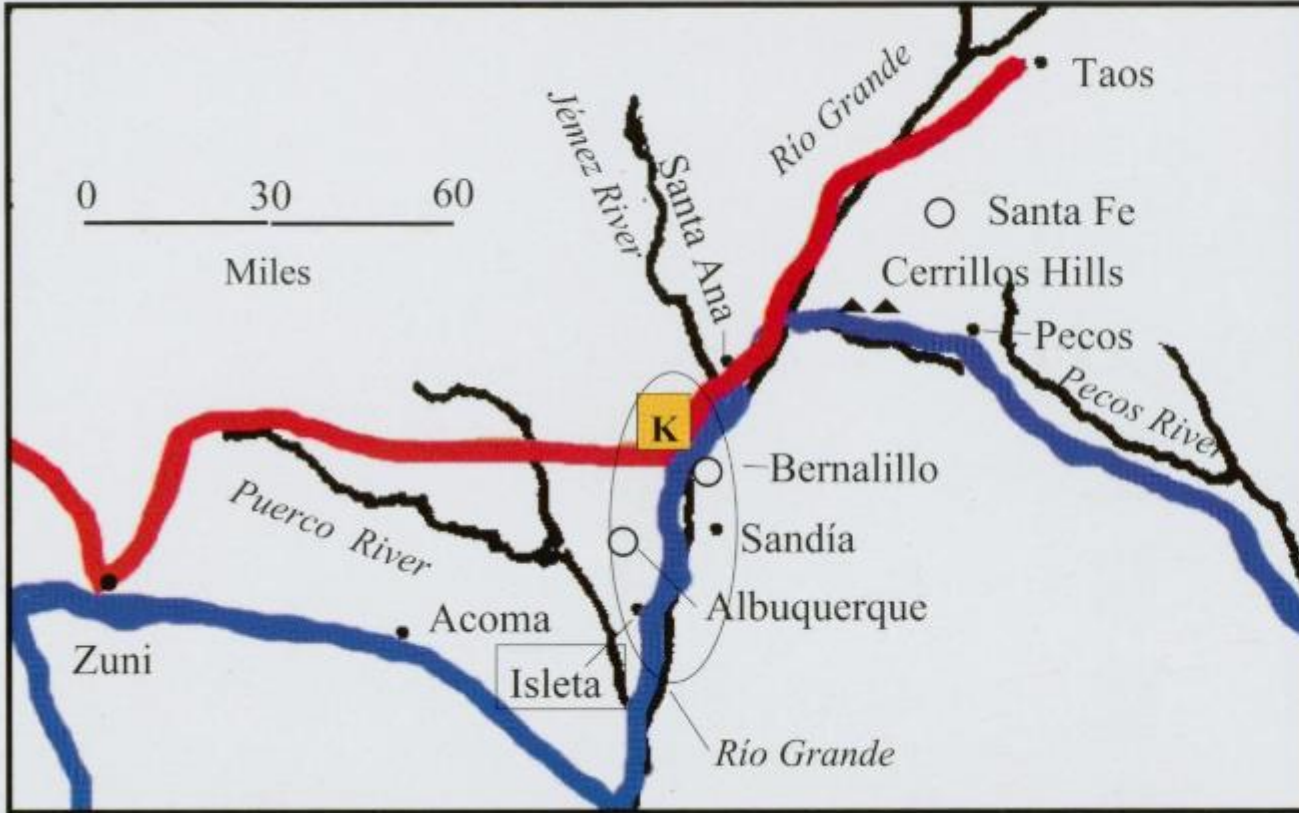 Taos
Río Grande
Jémez River
Santa Ana
0 30 60
Miles
Santa Fe
Cerrillos Hills
Pecos
Pecos River
K
Bernalillo
Puerco River
Sandía
Acoma
Albuquerque
Zuni
Isleta
Río Grande